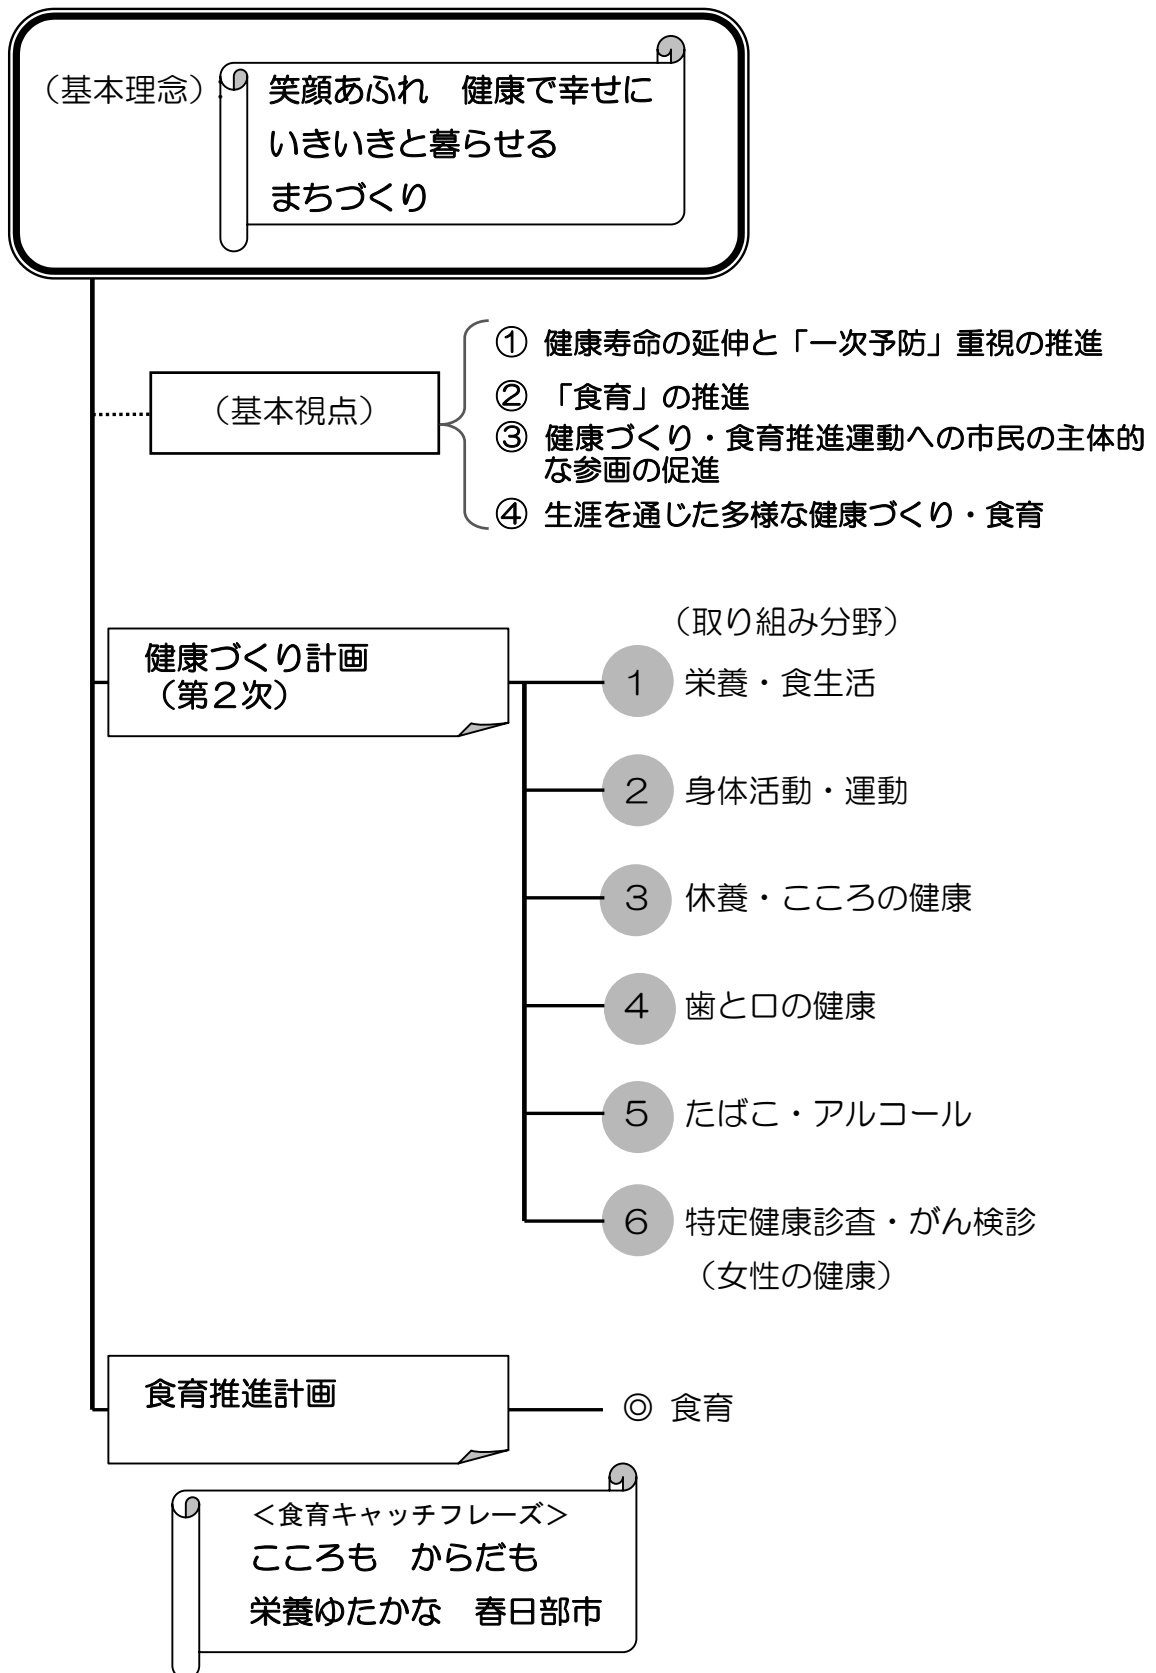 （基本理念）
笑顔あふれ　健康で幸せに
いきいきと暮らせる
まちづくり
（基本視点）
① 健康寿命の延伸と「一次予防」重視の推進
② 「食育」の推進
③ 健康づくり・食育推進運動への市民の主体的
な参画の促進
④ 生涯を通じた多様な健康づくり・食育
健康づくり計画
（第２次）
（取り組み分野）
１ 栄養・食生活
２ 身体活動・運動
３ 休養・こころの健康
４ 歯と口の健康
５ たばこ・アルコール
６ 特定健康診査・がん検診
（女性の健康）
食育推進計画
◎ 食育
＜食育キャッチフレーズ＞
こころも　からだも
栄養ゆたかな　春日部市